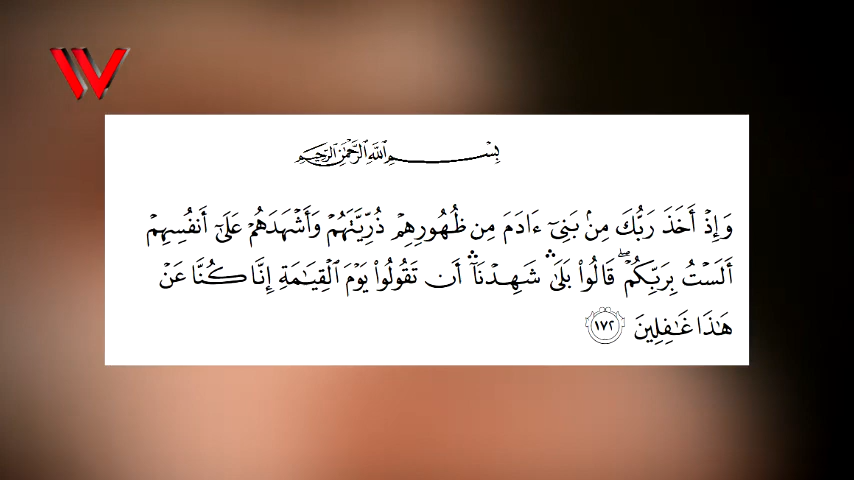 بِسْمِ اللَّهِ الرَّحْمَٰنِ الرَّحِيمِ
وَإِذْ أَخَذَ رَبُّكَ مِنۢ بَنِىٓ ءَادَمَ مِن ظُهُورِهِمْ ذُرِّيَّتَهُمْ وَأَشْهَدَهُمْ عَلَىٰٓ أَنفُسِهِمْ
أَلَسْتُ بِرَبِّكُمْ ۖ قَالُوا۟ بَلَىٰ ۛ شَهِدْنَآ ۛ أَن تَقُولُوا۟ يَوْمَ ٱلْقِيَٰمَةِ إِنَّا كُنَّا عَنْ
هَٰذَا غَٰفِلِينَ ١٧٢